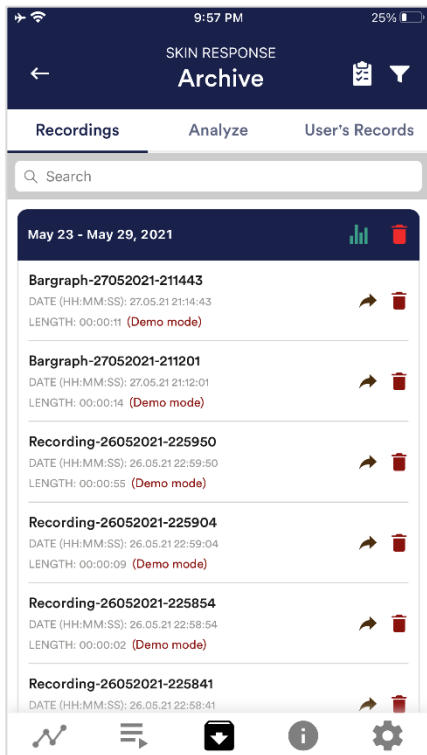 9:57 PM
25%
SKIN RESPONSE
Archive
Recordings Analyze User's Records
Search
May 23 - May 29, 2021
Bargraph-27052021-211443
DATE (HH:MM:SS): 27.05.21 21:14:43
LENGTH: 00:00:11 (Demo mode)
Bargraph-27052021-211201
DATE (HH:MM:SS): 27.05.21 21:12:01
LENGTH: 00:00:14 (Demo mode)
Recording-26052021-225950
DATE (HH:MM:SS): 26.05.21 22:59:50
LENGTH: 00:00:55 (Demo mode)
Recording-26052021-225904
DATE (HH:MM:SS): 26.05.21 22:59:04
LENGTH: 00:00:09 (Demo mode)
Recording-26052021-225854
DATE (HH:MM:SS): 26.05.21 22:58:54
LENGTH: 00:00:02 (Demo mode)
Recording-26052021-225841
DATE (HH:MM:SS): 26.05.21 22:58:41